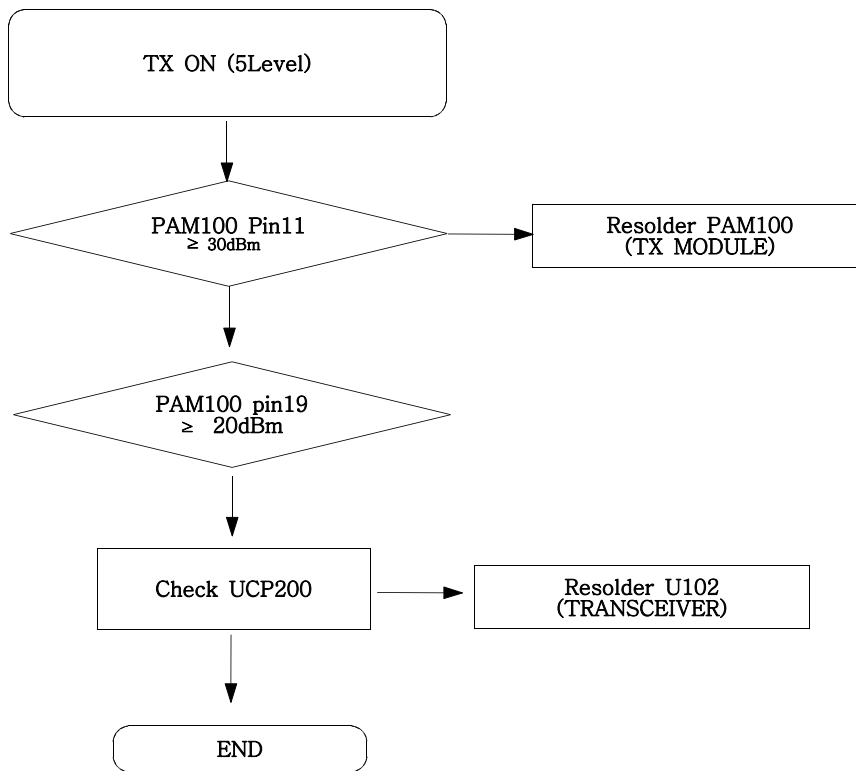 TX ON (5Level)
PAM100 Pin11
≥ 30dBm
Resolder PAM100
(TX MODULE)
PAM100 pin19
≥ 20dBm
Check UCP200
Resolder U102
(TRANSCEIVER)
END